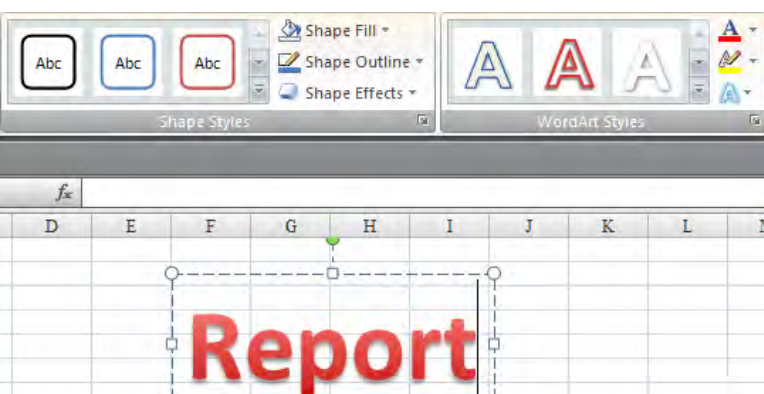 Abc Abc Abc Shape Fill A
Shape Outline A A A
Shape Effects A
Shape Styles WordArt Styles
fx
D E F G H I J K L
Report